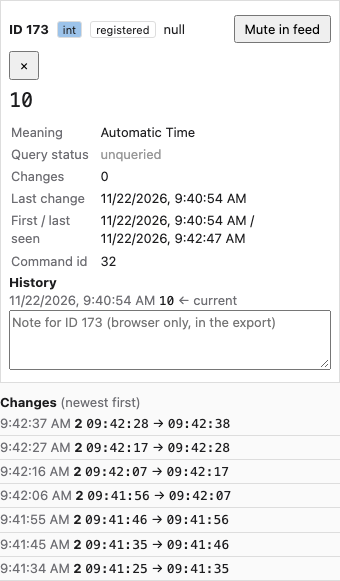 ID 173 int registered null Mute in feed
×
10
Meaning Automatic Time
Query status unqueried
Changes 0
Last change 11/22/2026, 9:40:54 AM
First / last seen 11/22/2026, 9:40:54 AM / 11/22/2026, 9:42:47 AM
Command id 32
History
11/22/2026, 9:40:54 AM 10 ← current
Note for ID 173 (browser only, in the export)
Changes (newest first)
9:42:37 AM 2 09:42:28 → 09:42:38
9:42:27 AM 2 09:42:17 → 09:42:28
9:42:16 AM 2 09:42:07 → 09:42:17
9:42:06 AM 2 09:41:56 → 09:42:07
9:41:55 AM 2 09:41:46 → 09:41:56
9:41:45 AM 2 09:41:35 → 09:41:46
9:41:34 AM 2 09:41:25 → 09:41:35